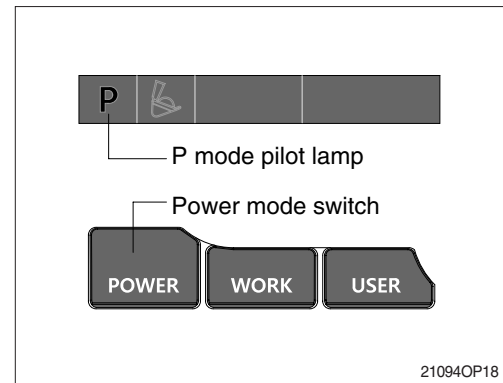 P
P mode pilot lamp
Power mode switch
POWER WORK USER
21094OP18